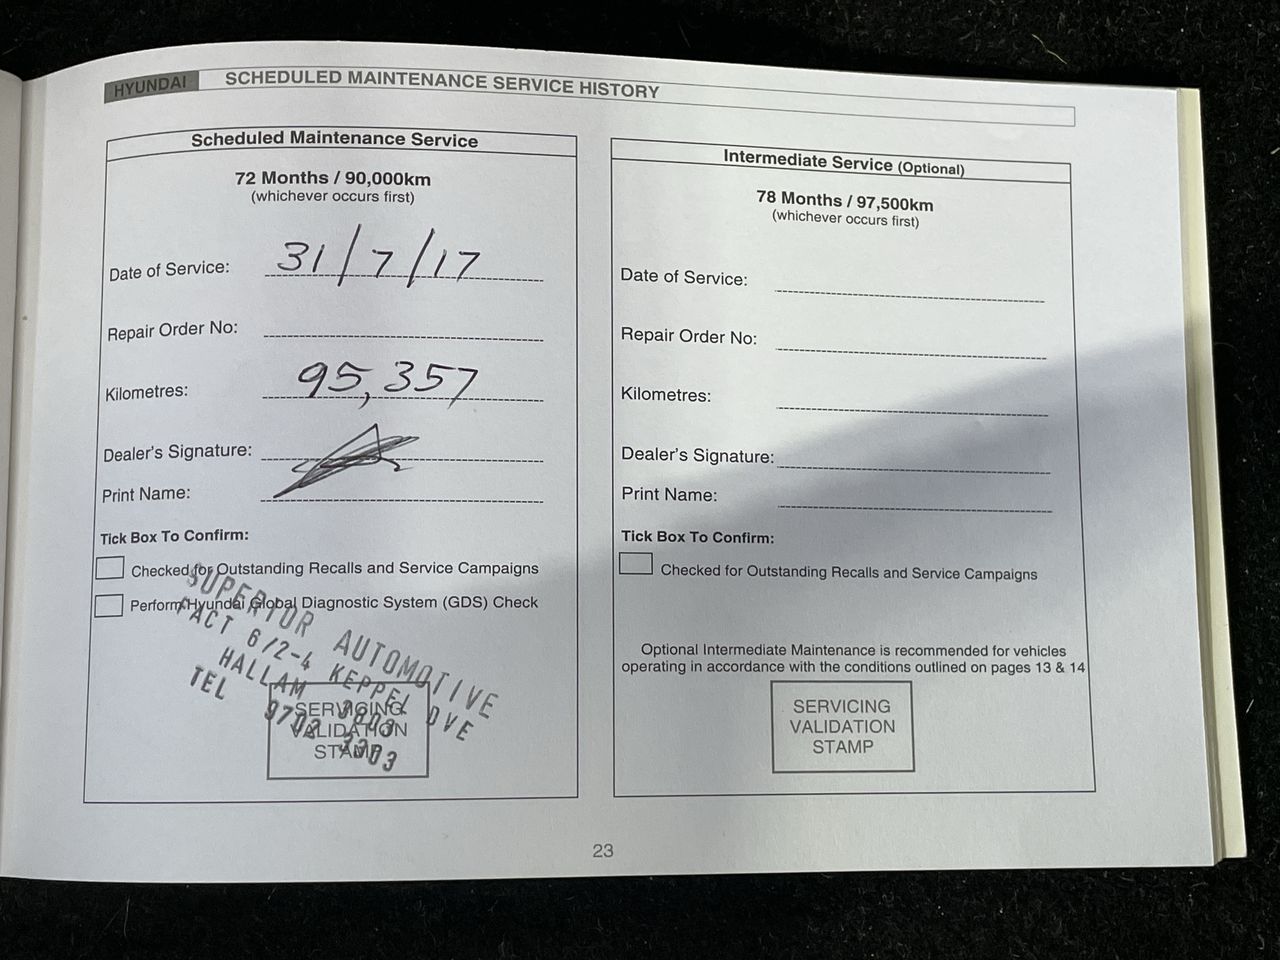 HYUNDAI SCHEDULED MAINTENANCE SERVICE HISTORY
Scheduled Maintenance Service
72 Months / 90,000km
(whichever occurs first)
Date of Service: 31/7/17
Repair Order No:
Kilometres: 95,357
Dealer's Signature:
Print Name:
Tick Box To Confirm:
Checked for Outstanding Recalls and Service Campaigns
Perform Hyundai Global Diagnostic System (GDS) Check
SUPERIOR AUTOMOTIVE
FACT 6/2-4 KEPPEL DVE
HALLAM 3803
TEL 9702 3303
SERVICING
VALIDATION
STAMP
Intermediate Service (Optional)
78 Months / 97,500km
(whichever occurs first)
Date of Service:
Repair Order No:
Kilometres:
Dealer's Signature:
Print Name:
Tick Box To Confirm:
Checked for Outstanding Recalls and Service Campaigns
Optional Intermediate Maintenance is recommended for vehicles
operating in accordance with the conditions outlined on pages 13 & 14
SERVICING
VALIDATION
STAMP
23